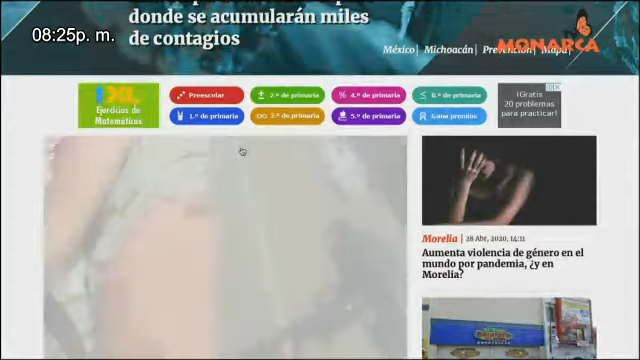 08:25p. m.
donde se acumularán miles
de contagios
México| Michoacán | Prevención | Mapa|
MONARCA
IXL
Ejercicios de
Matemáticas
Preescolar
2.º de primaria
4.º de primaria
6.º de primaria
1.º de primaria
3.º de primaria
5.º de primaria
Gana premios
¡Gratis
20 problemas
para practicar!
Morelia | 28 Abr, 2020, 14:11
Aumenta violencia de género en el
mundo por pandemia, ¿y en
Morelia?